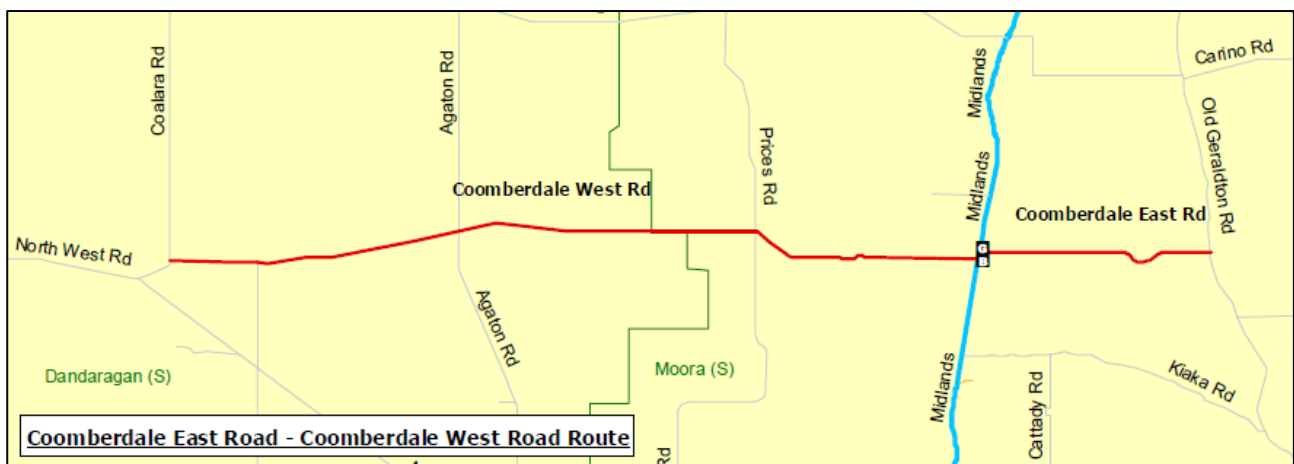 Coalara Rd
Agaton Rd
Prices Rd
Midlands
Midlands
Carino Rd
Old Geraldton Rd
Coomberdale West Rd
Coomberdale East Rd
North West Rd
G
Agaton Rd
Dandaragan (S)
Moora (S)
Midlands
Cattady Rd
Kiaka Rd
Rd
Coomberdale East Road - Coomberdale West Road Route